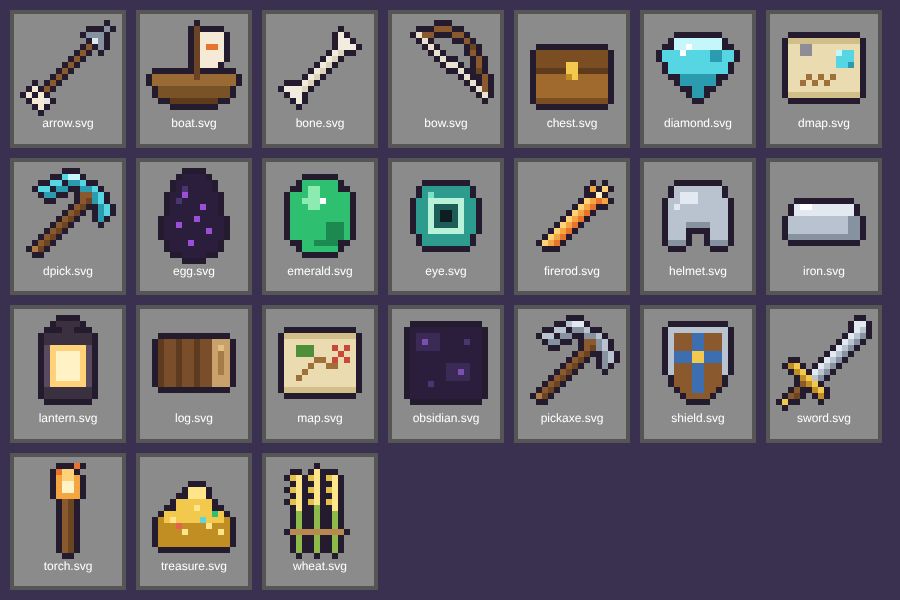 arrow.svg
boat.svg
bone.svg
bow.svg
chest.svg
diamond.svg
dmap.svg
dpick.svg
egg.svg
emerald.svg
eye.svg
firerod.svg
helmet.svg
iron.svg
lantern.svg
log.svg
map.svg
obsidian.svg
pickaxe.svg
shield.svg
sword.svg
torch.svg
treasure.svg
wheat.svg